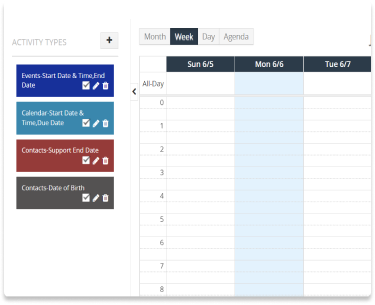 ACTIVITY TYPES
+
Events-Start Date & Time,End
Date
Calendar-Start Date &
Time,Due Date
Contacts-Support End Date
Contacts-Date of Birth
Month Week Day Agenda
Sun 6/5 Mon 6/6 Tue 6/7
All-Day
0
1
2
3
4
5
6
7
8